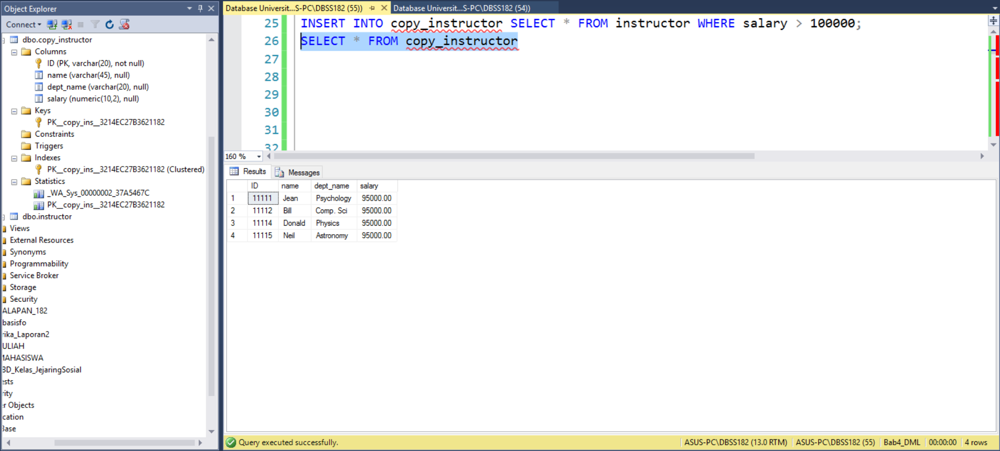 Object Explorer
Connect
dbo.copy_instructor
Columns
ID (PK, varchar(20), not null)
name (varchar(45), null)
dept_name (varchar(20), null)
salary (numeric(10,2), null)
Keys
PK__copy_ins__3214EC27B3621182
Constraints
Triggers
Indexes
PK__copy_ins__3214EC27B3621182 (Clustered)
Statistics
_WA_Sys_00000002_37A5467C
PK__copy_ins__3214EC27B3621182
dbo.instructor
Views
External Resources
Synonyms
Programmability
Service Broker
Storage
Security
ALAPAN_182
basisfo
rika_Laporan2
ULIAH
MAHASISWA
BD_Kelas_JejaringSosial
ests
rity
er Objects
cation
Base
Database Universit...S-PC\DBSS182 (55)) Database Universit...S-PC\DBSS182 (54))
25 INSERT INTO copy_instructor SELECT * FROM instructor WHERE salary > 100000;
26 SELECT * FROM copy_instructor
27
28
29
30
31
32
160 %
Results Messages
ID name dept_name salary
1 11111 Jean Psychology 95000.00
2 11112 Bill Comp. Sci 95000.00
3 11114 Donald Physics 95000.00
4 11115 Neil Astronomy 95000.00
Query executed successfully. ASUS-PC\DBSS182 (13.0 RTM) ASUS-PC\DBSS182 (55) Bab4_DML 00:00:00 4 rows